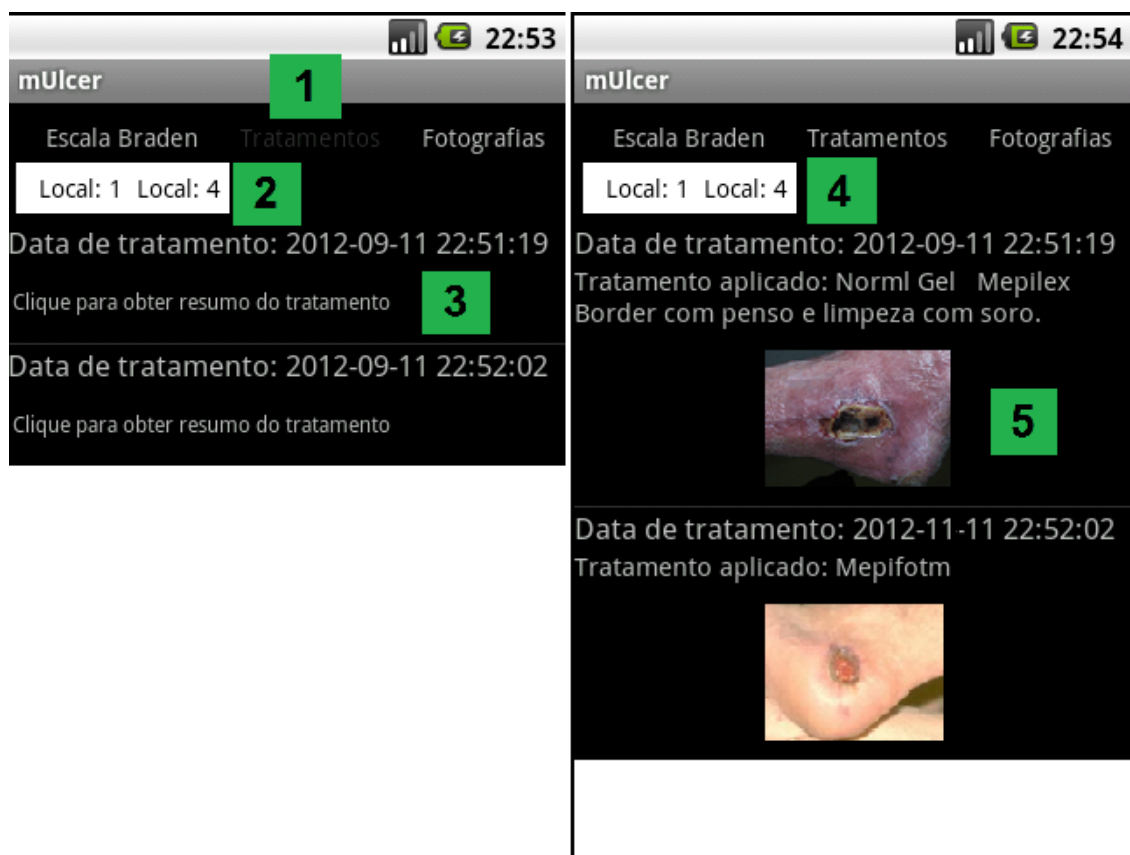 22:53
mUlcer
1
Escala Braden Tratamentos Fotografias
Local: 1 Local: 4
2
Data de tratamento: 2012-09-11 22:51:19
Clique para obter resumo do tratamento
3
Data de tratamento: 2012-09-11 22:52:02
Clique para obter resumo do tratamento
22:54
mUlcer
Escala Braden Tratamentos Fotografias
Local: 1 Local: 4
4
Data de tratamento: 2012-09-11 22:51:19
Tratamento aplicado: Norml Gel Mepilex
Border com penso e limpeza com soro.
5
Data de tratamento: 2012-11-11 22:52:02
Tratamento aplicado: Mepifotm